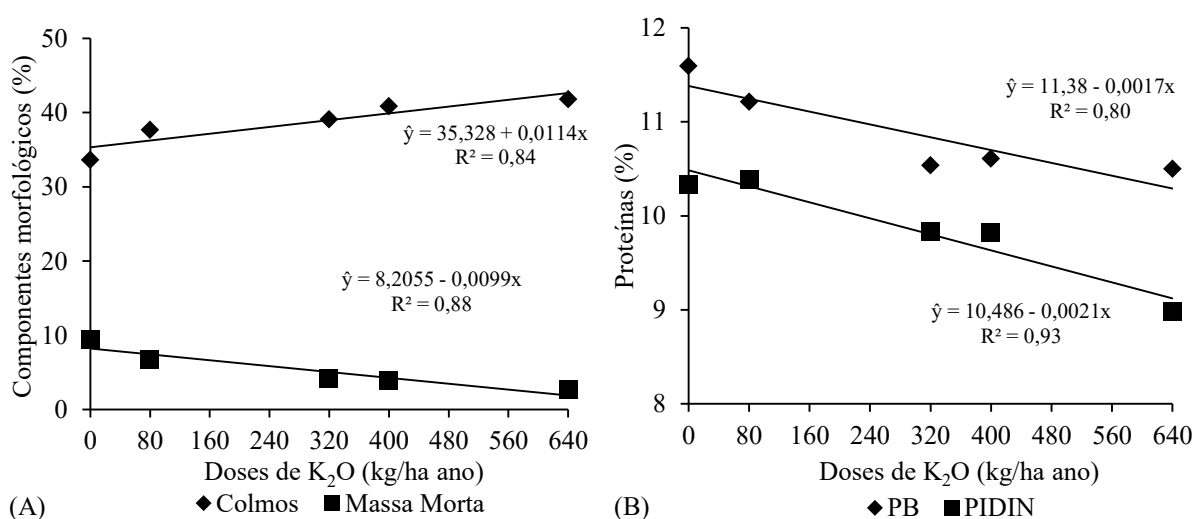 Componentes morfológicos (%)
50
40
30
20
10
0
ŷ = 35,328 + 0,0114x
R² = 0,84
ŷ = 8,2055 - 0,0099x
R² = 0,88
0 80 160 240 320 400 480 560 640
Doses de K₂O (kg/ha ano)
(A)
Colmos Massa Morta
Proteínas (%)
12
11
10
9
8
ŷ = 11,38 - 0,0017x
R² = 0,80
ŷ = 10,486 - 0,0021x
R² = 0,93
0 80 160 240 320 400 480 560 640
Doses de K₂O (kg/ha ano)
(B)
PB PIDIN